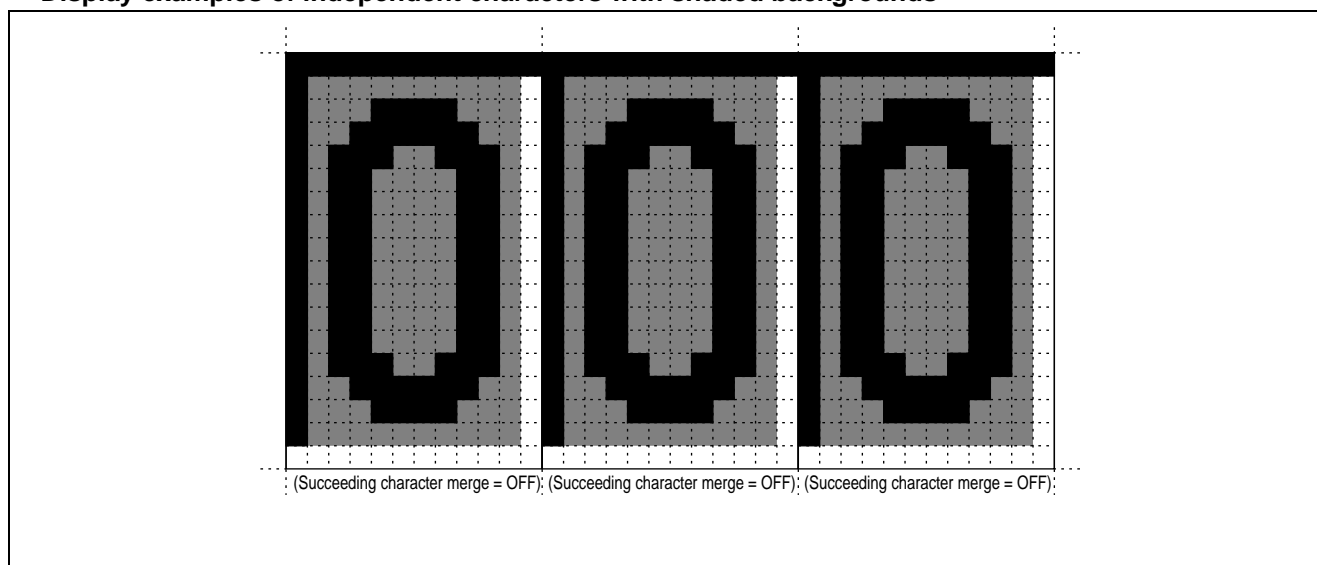 Display examples of independent characters with shaded backgrounds
(Succeeding character merge = OFF) (Succeeding character merge = OFF) (Succeeding character merge = OFF)